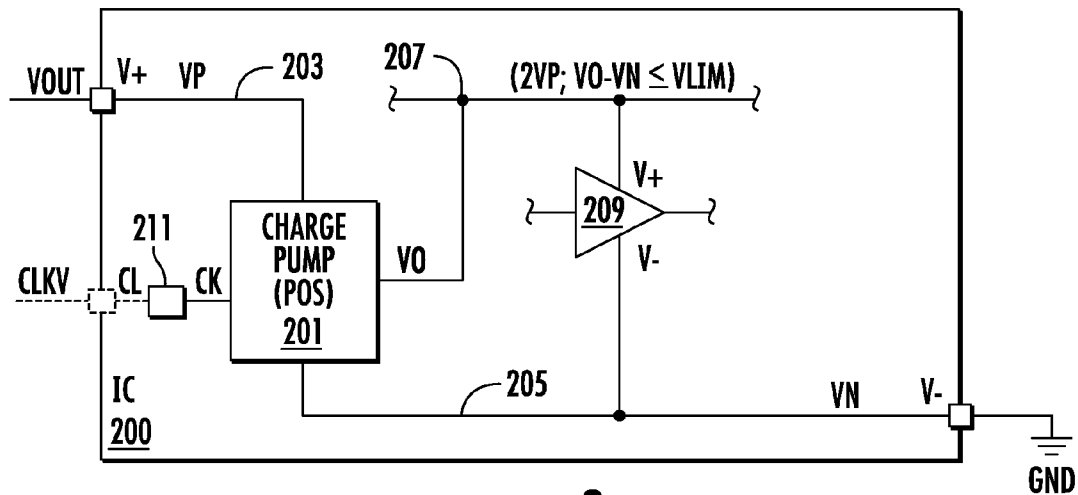 VOUT
V+
VP
203
207
(2VP; VO-VN ≤ VLIM)
V+
209
V-
211
CLKV
CL
CK
CHARGE
PUMP
(POS)
201
VO
IC
200
205
VN
V-
GND